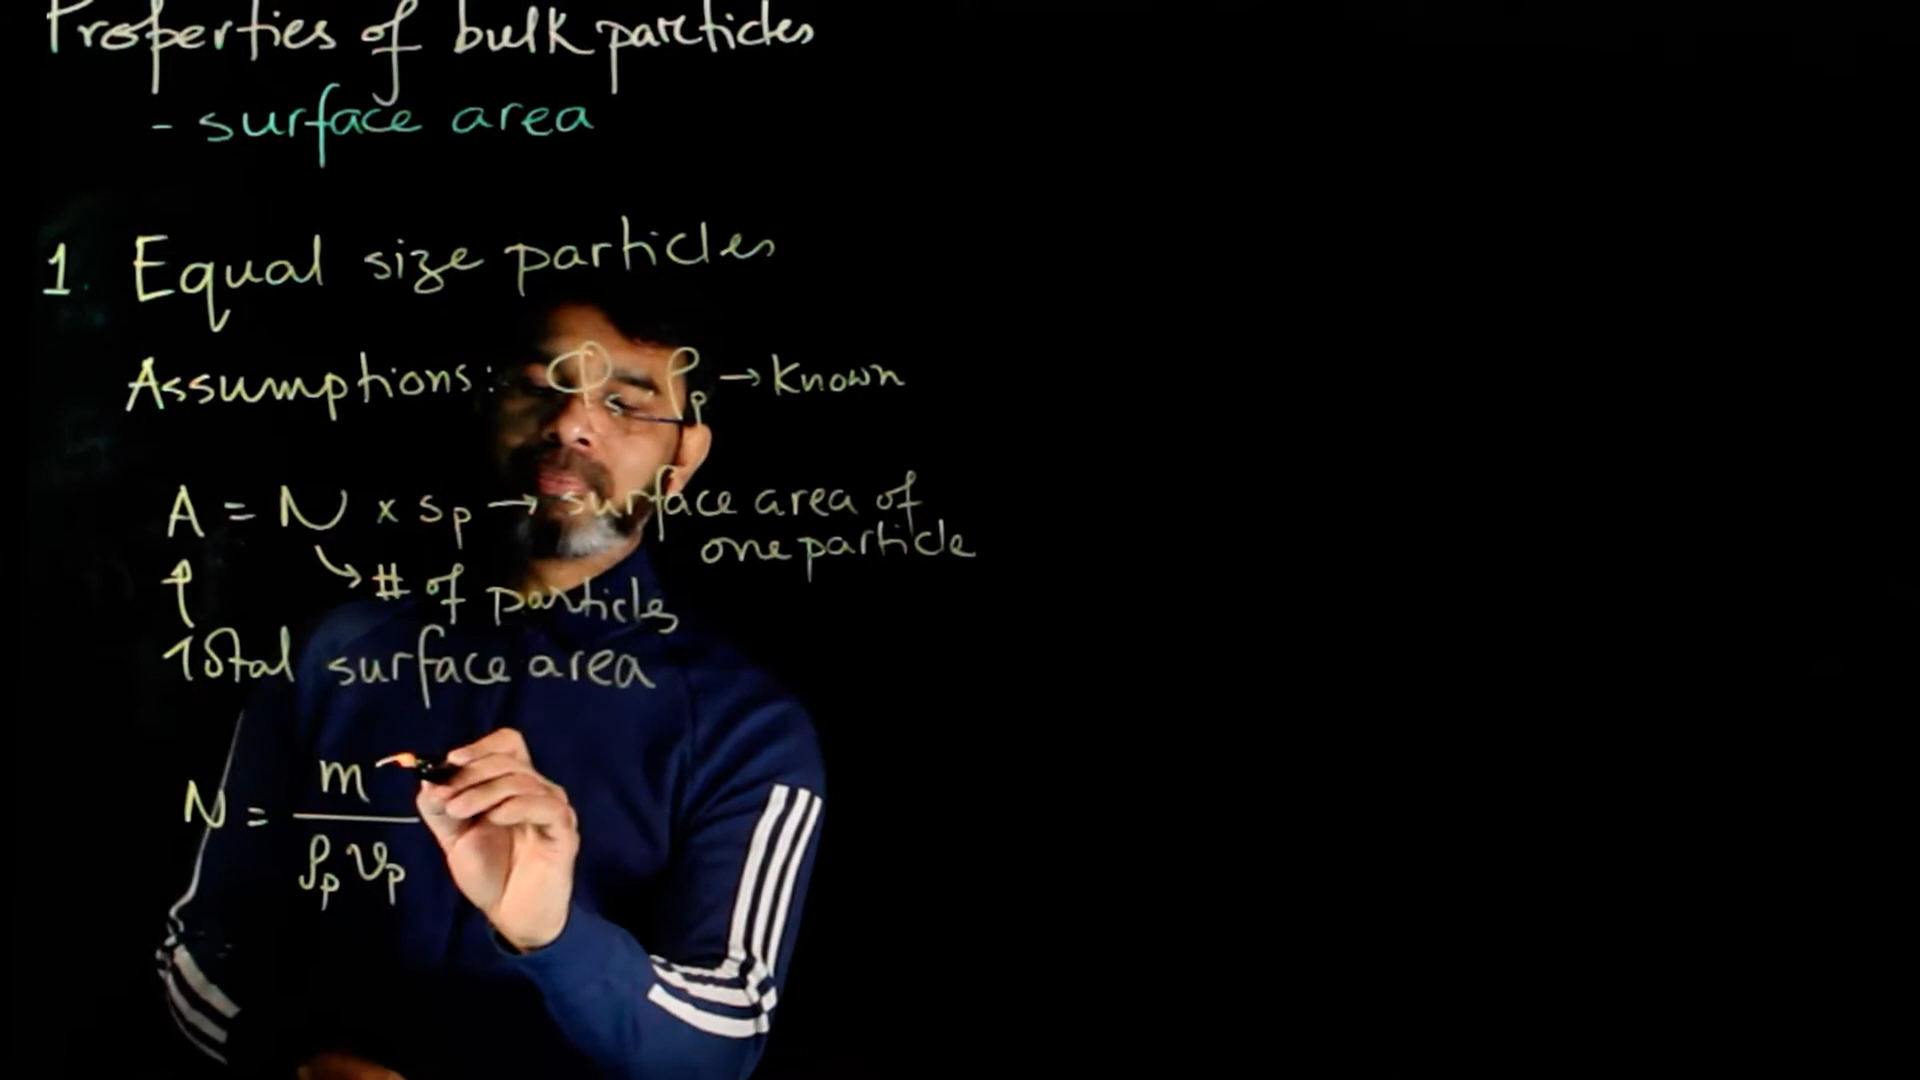 Properties of bulk particles
- surface area
1. Equal size particles
Assumptions: Φs, ρp → Known
A = N × sp → surface area of
one particle
↘ # of particles
↑
Total surface area
N = m / ρp vp